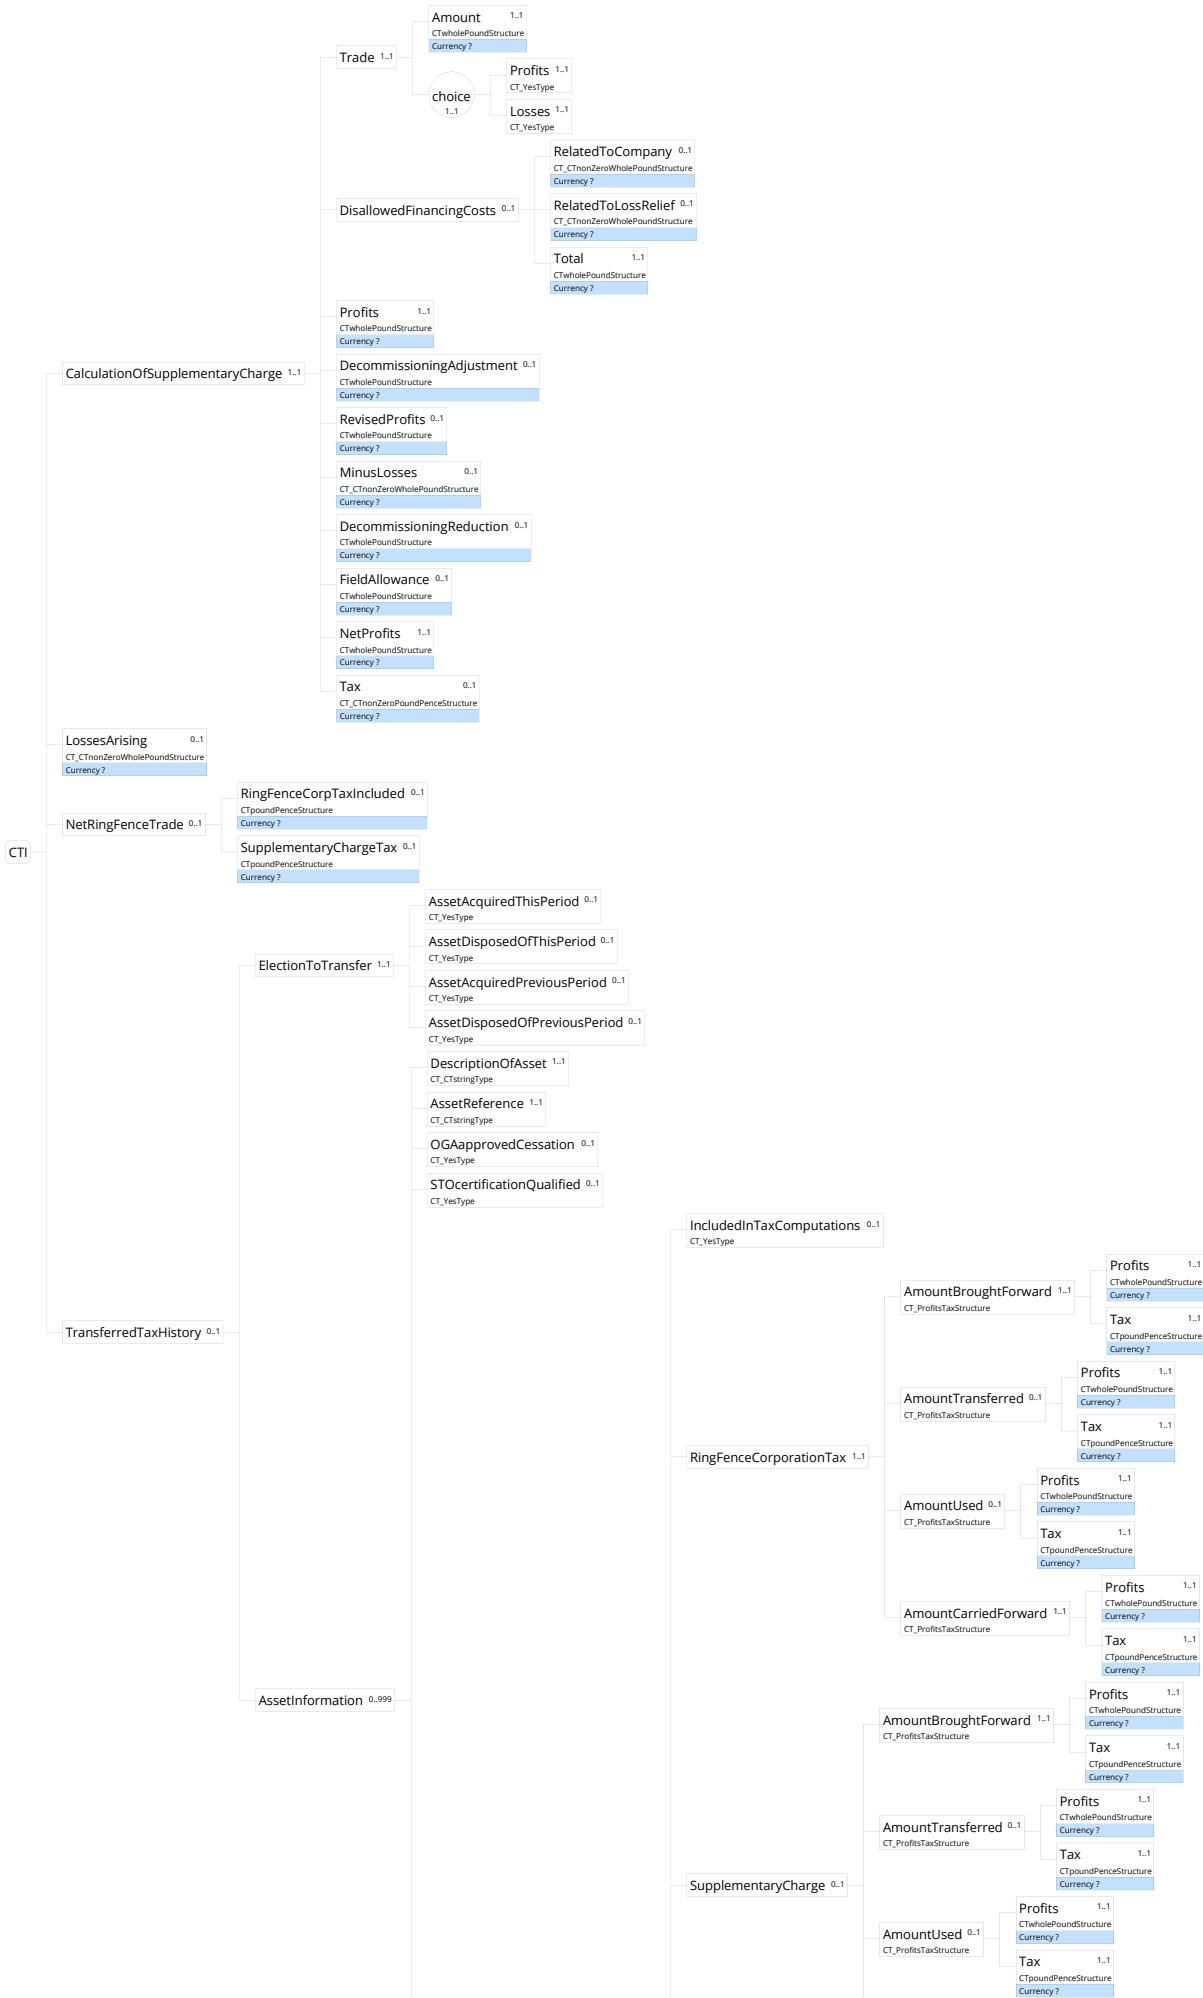 Amount 1..1
CTwholePoundStructure
Currency ?
Trade 1..1
Profits 1..1
CT_YesType
choice
1..1
Losses 1..1
CT_YesType
RelatedToCompany 0..1
CT_CTnonZeroWholePoundStructure
Currency ?
RelatedToLossRelief 0..1
CT_CTnonZeroWholePoundStructure
Currency ?
DisallowedFinancingCosts 0..1
Total 1..1
CTwholePoundStructure
Currency ?
Profits 1..1
CTwholePoundStructure
Currency ?
CalculationOfSupplementaryCharge 1..1
DecommissioningAdjustment 0..1
CTwholePoundStructure
Currency ?
RevisedProfits 0..1
CTwholePoundStructure
Currency ?
MinusLosses 0..1
CT_CTnonZeroWholePoundStructure
Currency ?
DecommissioningReduction 0..1
CTwholePoundStructure
Currency ?
FieldAllowance 0..1
CTwholePoundStructure
Currency ?
NetProfits 1..1
CTwholePoundStructure
Currency ?
Tax 0..1
CT_CTnonZeroPoundPenceStructure
Currency ?
LossesArising 0..1
CT_CTnonZeroWholePoundStructure
Currency ?
RingFenceCorpTaxIncluded 0..1
CTpoundPenceStructure
Currency ?
NetRingFenceTrade 0..1
SupplementaryChargeTax 0..1
CTpoundPenceStructure
Currency ?
CTI
AssetAcquiredThisPeriod 0..1
CT_YesType
AssetDisposedOfThisPeriod 0..1
CT_YesType
ElectionToTransfer 1..1
AssetAcquiredPreviousPeriod 0..1
CT_YesType
AssetDisposedOfPreviousPeriod 0..1
CT_YesType
DescriptionOfAsset 1..1
CT_CTstringType
AssetReference 1..1
CT_CTstringType
OGAapprovedCessation 0..1
CT_YesType
STOcertificationQualified 0..1
CT_YesType
IncludedInTaxComputations 0..1
CT_YesType
Profits 1..1
CTwholePoundStructure
Currency ?
AmountBroughtForward 1..1
CT_ProfitsTaxStructure
Tax 1..1
CTpoundPenceStructure
Currency ?
TransferredTaxHistory 0..1
Profits 1..1
CTwholePoundStructure
Currency ?
AmountTransferred 0..1
CT_ProfitsTaxStructure
Tax 1..1
CTpoundPenceStructure
Currency ?
RingFenceCorporationTax 1..1
Profits 1..1
CTwholePoundStructure
Currency ?
AmountUsed 0..1
CT_ProfitsTaxStructure
Tax 1..1
CTpoundPenceStructure
Currency ?
Profits 1..1
CTwholePoundStructure
Currency ?
AmountCarriedForward 1..1
CT_ProfitsTaxStructure
Tax 1..1
CTpoundPenceStructure
Currency ?
AssetInformation 0..999
Profits 1..1
CTwholePoundStructure
Currency ?
AmountBroughtForward 1..1
CT_ProfitsTaxStructure
Tax 1..1
CTpoundPenceStructure
Currency ?
Profits 1..1
CTwholePoundStructure
Currency ?
AmountTransferred 0..1
CT_ProfitsTaxStructure
Tax 1..1
CTpoundPenceStructure
Currency ?
SupplementaryCharge 0..1
Profits 1..1
CTwholePoundStructure
Currency ?
AmountUsed 0..1
CT_ProfitsTaxStructure
Tax 1..1
CTpoundPenceStructure
Currency ?